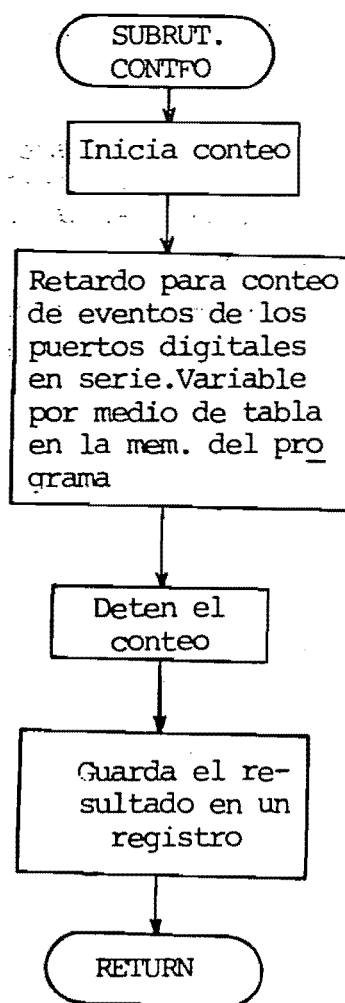 SUBRUT.
CONTFO
Inicia conteo
Retardo para conteo
de eventos de los
puertos digitales
en serie.Variable
por medio de tabla
en la mem. del pro
grama
Deten el
conteo
Guarda el re-
sultado en un
registro
RETURN